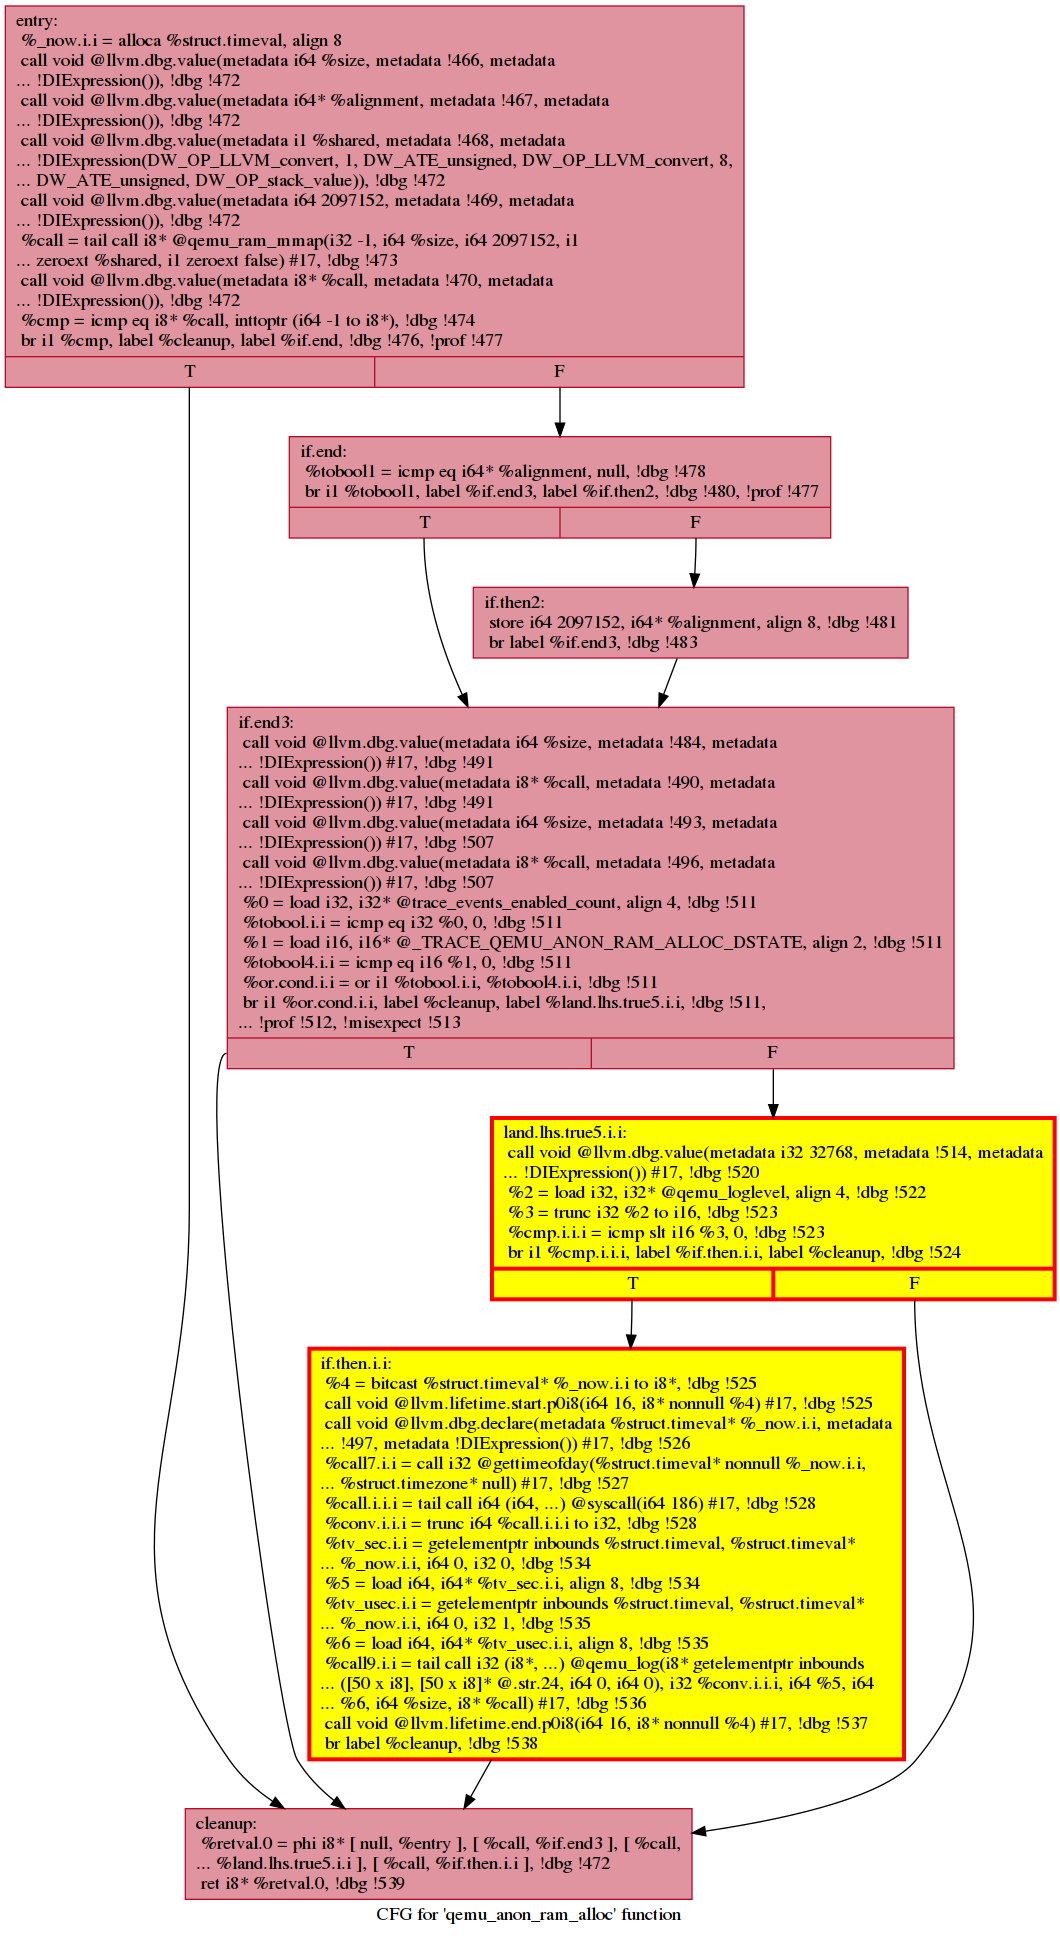 entry:
%_now.i.i = alloca %struct.timeval, align 8
call void @llvm.dbg.value(metadata i64 %size, metadata !466, metadata
... !DIExpression()), !dbg !472
call void @llvm.dbg.value(metadata i64* %alignment, metadata !467, metadata
... !DIExpression()), !dbg !472
call void @llvm.dbg.value(metadata i1 %shared, metadata !468, metadata
... !DIExpression(DW_OP_LLVM_convert, 1, DW_ATE_unsigned, DW_OP_LLVM_convert, 8,
... DW_ATE_unsigned, DW_OP_stack_value)), !dbg !472
call void @llvm.dbg.value(metadata i64 2097152, metadata !469, metadata
... !DIExpression()), !dbg !472
%call = tail call i8* @qemu_ram_mmap(i32 -1, i64 %size, i64 2097152, i1
... zeroext %shared, i1 zeroext false) #17, !dbg !473
call void @llvm.dbg.value(metadata i8* %call, metadata !470, metadata
... !DIExpression()), !dbg !472
%cmp = icmp eq i8* %call, inttoptr (i64 -1 to i8*), !dbg !474
br i1 %cmp, label %cleanup, label %if.end, !dbg !476, !prof !477
T F
if.end:
%tobool1 = icmp eq i64* %alignment, null, !dbg !478
br i1 %tobool1, label %if.end3, label %if.then2, !dbg !480, !prof !477
T F
if.then2:
store i64 2097152, i64* %alignment, align 8, !dbg !481
br label %if.end3, !dbg !483
if.end3:
call void @llvm.dbg.value(metadata i64 %size, metadata !484, metadata
... !DIExpression()) #17, !dbg !491
call void @llvm.dbg.value(metadata i8* %call, metadata !490, metadata
... !DIExpression()) #17, !dbg !491
call void @llvm.dbg.value(metadata i64 %size, metadata !493, metadata
... !DIExpression()) #17, !dbg !507
call void @llvm.dbg.value(metadata i8* %call, metadata !496, metadata
... !DIExpression()) #17, !dbg !507
%0 = load i32, i32* @trace_events_enabled_count, align 4, !dbg !511
%tobool.i.i = icmp eq i32 %0, 0, !dbg !511
%1 = load i16, i16* @_TRACE_QEMU_ANON_RAM_ALLOC_DSTATE, align 2, !dbg !511
%tobool4.i.i = icmp eq i16 %1, 0, !dbg !511
%or.cond.i.i = or i1 %tobool.i.i, %tobool4.i.i, !dbg !511
br i1 %or.cond.i.i, label %cleanup, label %land.lhs.true5.i.i, !dbg !511,
... !prof !512, !misexpect !513
T F
land.lhs.true5.i.i:
call void @llvm.dbg.value(metadata i32 32768, metadata !514, metadata
... !DIExpression()) #17, !dbg !520
%2 = load i32, i32* @qemu_loglevel, align 4, !dbg !522
%3 = trunc i32 %2 to i16, !dbg !523
%cmp.i.i.i = icmp slt i16 %3, 0, !dbg !523
br i1 %cmp.i.i.i, label %if.then.i.i, label %cleanup, !dbg !524
T F
if.then.i.i:
%4 = bitcast %struct.timeval* %_now.i.i to i8*, !dbg !525
call void @llvm.lifetime.start.p0i8(i64 16, i8* nonnull %4) #17, !dbg !525
call void @llvm.dbg.declare(metadata %struct.timeval* %_now.i.i, metadata
... !497, metadata !DIExpression()) #17, !dbg !526
%call7.i.i = call i32 @gettimeofday(%struct.timeval* nonnull %_now.i.i,
... %struct.timezone* null) #17, !dbg !527
%call.i.i.i = tail call i64 (i64, ...) @syscall(i64 186) #17, !dbg !528
%conv.i.i.i = trunc i64 %call.i.i.i to i32, !dbg !528
%tv_sec.i.i = getelementptr inbounds %struct.timeval, %struct.timeval*
... %_now.i.i, i64 0, i32 0, !dbg !534
%5 = load i64, i64* %tv_sec.i.i, align 8, !dbg !534
%tv_usec.i.i = getelementptr inbounds %struct.timeval, %struct.timeval*
... %_now.i.i, i64 0, i32 1, !dbg !535
%6 = load i64, i64* %tv_usec.i.i, align 8, !dbg !535
%call9.i.i = tail call i32 (i8*, ...) @qemu_log(i8* getelementptr inbounds
... ([50 x i8], [50 x i8]* @.str.24, i64 0, i64 0), i32 %conv.i.i.i, i64 %5, i64
... %6, i64 %size, i8* %call) #17, !dbg !536
call void @llvm.lifetime.end.p0i8(i64 16, i8* nonnull %4) #17, !dbg !537
br label %cleanup, !dbg !538
cleanup:
%retval.0 = phi i8* [ null, %entry ], [ %call, %if.end3 ], [ %call,
... %land.lhs.true5.i.i ], [ %call, %if.then.i.i ], !dbg !472
ret i8* %retval.0, !dbg !539
CFG for 'qemu_anon_ram_alloc' function